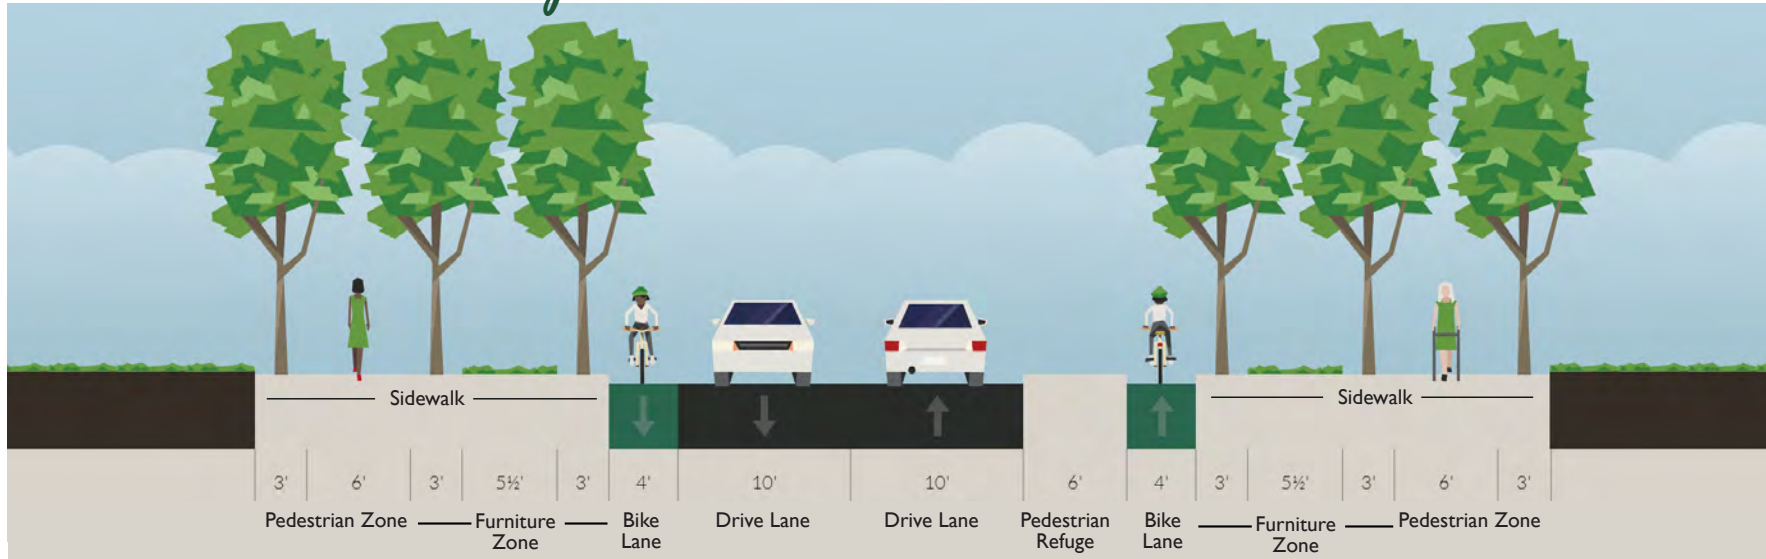 Sidewalk
Sidewalk
3' 6' 3' 5½' 3' 4' 10' 10' 6' 4' 3' 5½' 3' 6' 3'
Pedestrian Zone
Furniture
Zone
Bike
Lane
Drive Lane
Drive Lane
Pedestrian
Refuge
Bike
Lane
Furniture
Zone
Pedestrian Zone